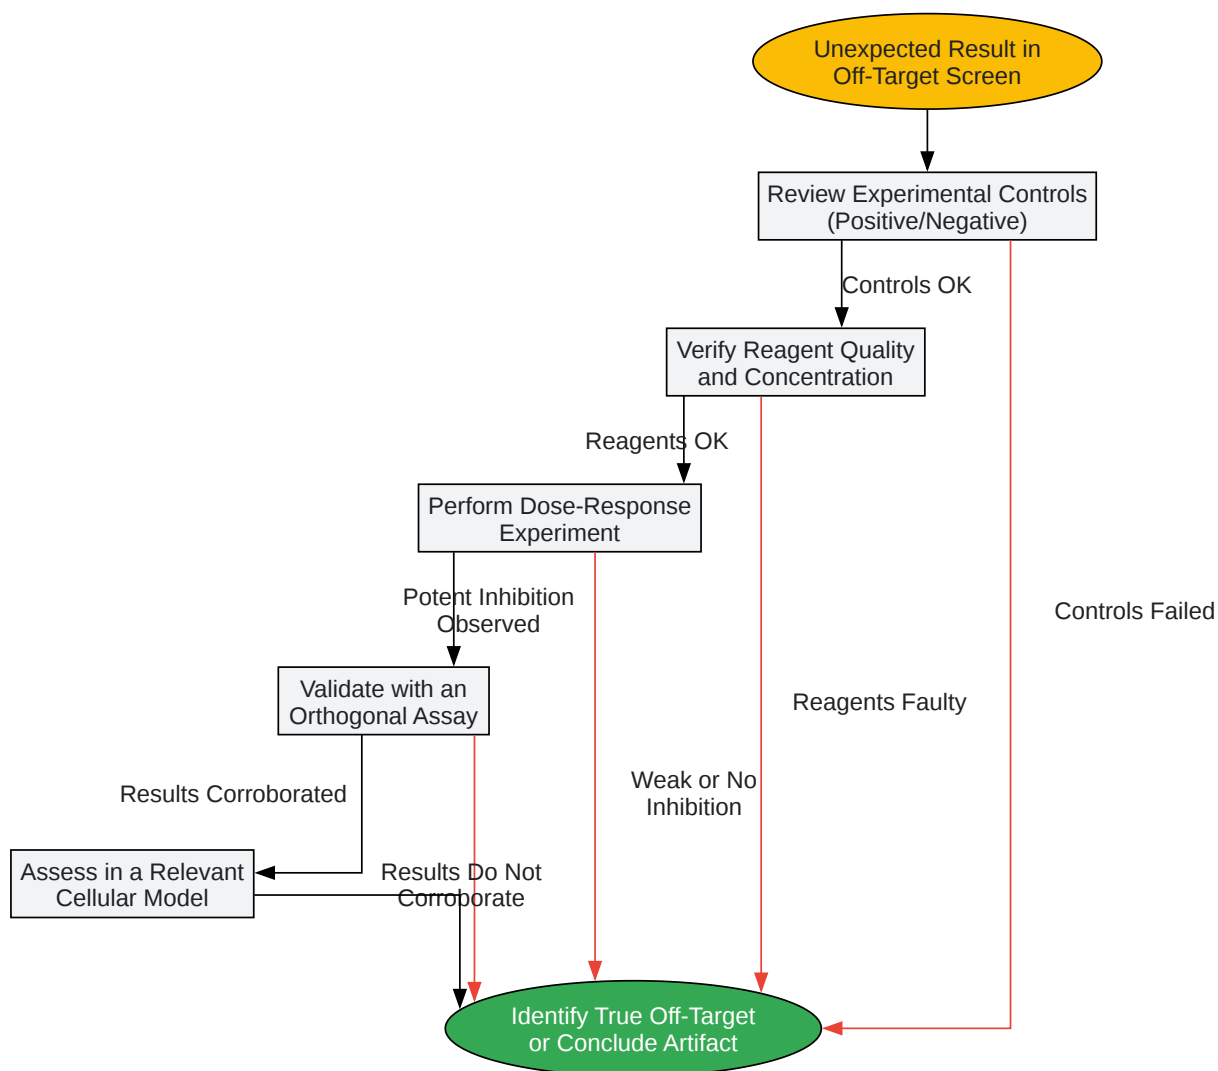 Unexpected Result in
Off-Target Screen
Review Experimental Controls
(Positive/Negative)
Controls OK
Verify Reagent Quality
and Concentration
Reagents OK
Perform Dose-Response
Experiment
Potent Inhibition
Observed
Controls Failed
Validate with an
Orthogonal Assay
Reagents Faulty
Results Corroborated
Weak or No
Inhibition
Assess in a Relevant
Cellular Model
Results Do Not
Corroborate
Identify True Off-Target
or Conclude Artifact